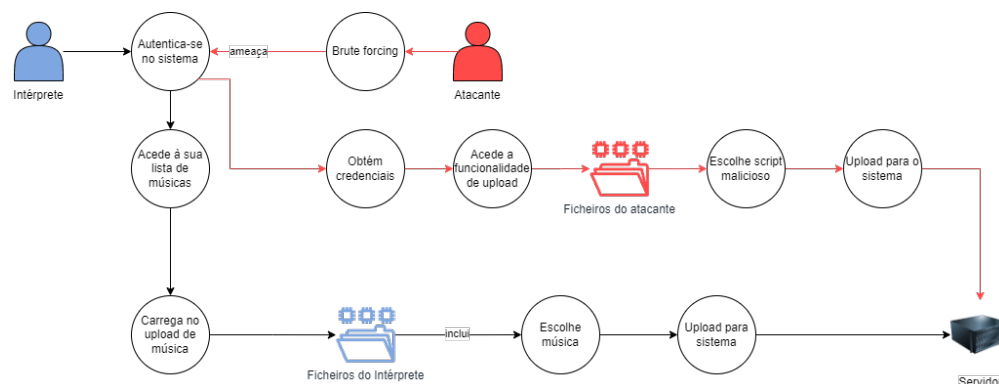 Autentica-se
no sistema
ameaça
Brute forcing
Intérprete
Atacante
Acede à sua
lista de
músicas
Obtém
credenciais
Acede a
funcionalidade
de upload
Ficheiros do atacante
Escolhe script
malicioso
Upload para o
sistema
Carrega no
upload de
música
Ficheiros do Intérprete
inclui
Escolhe
música
Upload para
sistema
Servido